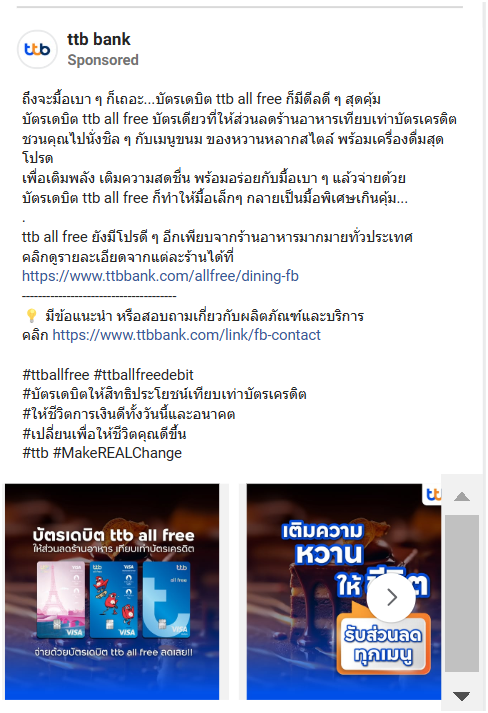 ttb
ttb bank
Sponsored
ถึงจะมื้อเบา ๆ ก็เถอะ...บัตรเดบิต ttb all free ก็มีดีลดี ๆ สุดคุ้ม
บัตรเดบิต ttb all free บัตรเดียวที่ให้ส่วนลดร้านอาหารเทียบเท่าบัตรเครดิต
ชวนคุณไปนั่งชิล ๆ กับเมนูขนม ของหวานหลากสไตล์ พร้อมเครื่องดื่มสุด
โปรด
เพื่อเติมพลัง เติมความสดชื่น พร้อมอร่อยกับมื้อเบา ๆ แล้วจ่ายด้วย
บัตรเดบิต ttb all free ก็ทำให้มื้อเล็กๆ กลายเป็นมื้อพิเศษเกินคุ้ม...
.
ttb all free ยังมีโปรดี ๆ อีกเพียบจากร้านอาหารมากมายทั่วประเทศ
คลิกดูรายละเอียดจากแต่ละร้านได้ที่
https://www.ttbbank.com/allfree/dining-fb
--------------------------------------
💡 มีข้อแนะนำ หรือสอบถามเกี่ยวกับผลิตภัณฑ์และบริการ
คลิก https://www.ttbbank.com/link/fb-contact
#ttballfree #ttballfreedebit
#บัตรเดบิตให้สิทธิประโยชน์เทียบเท่าบัตรเครดิต
#ให้ชีวิตการเงินดีทั้งวันนี้และอนาคต
#เปลี่ยนเพื่อให้ชีวิตคุณดีขึ้น
#ttb #MakeREALChange
บัตรเดบิต ttb all free
ให้ส่วนลดร้านอาหาร เทียบเท่าบัตรเครดิต
ttb VISA
ttb
all free
VISA VISA VISA
จ่ายด้วยบัตรเดบิต ttb all free ลดเลย!!
เติมความ
หวาน
ให้ ชีวิต
รับส่วนลด
ทุกเมนู